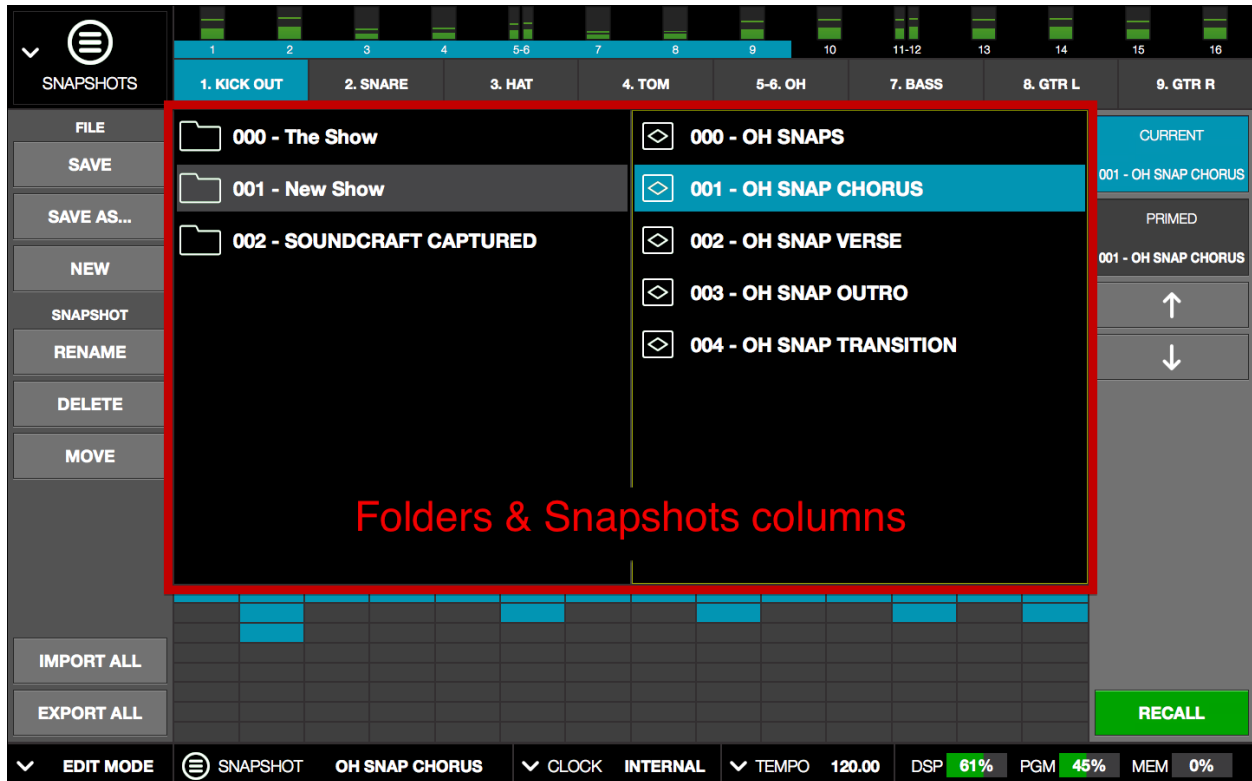 SNAPSHOTS
1 2 3 4 5-6 7 8 9 10 11-12 13 14 15 16
1. KICK OUT 2. SNARE 3. HAT 4. TOM 5-6. OH 7. BASS 8. GTR L 9. GTR R
FILE
SAVE
SAVE AS...
NEW
SNAPSHOT
RENAME
DELETE
MOVE
IMPORT ALL
EXPORT ALL
000 - The Show
001 - New Show
002 - SOUNDCRAFT CAPTURED
000 - OH SNAPS
001 - OH SNAP CHORUS
002 - OH SNAP VERSE
003 - OH SNAP OUTRO
004 - OH SNAP TRANSITION
Folders & Snapshots columns
CURRENT
001 - OH SNAP CHORUS
PRIMED
001 - OH SNAP CHORUS
RECALL
EDIT MODE SNAPSHOT OH SNAP CHORUS CLOCK INTERNAL TEMPO 120.00 DSP 61% PGM 45% MEM 0%